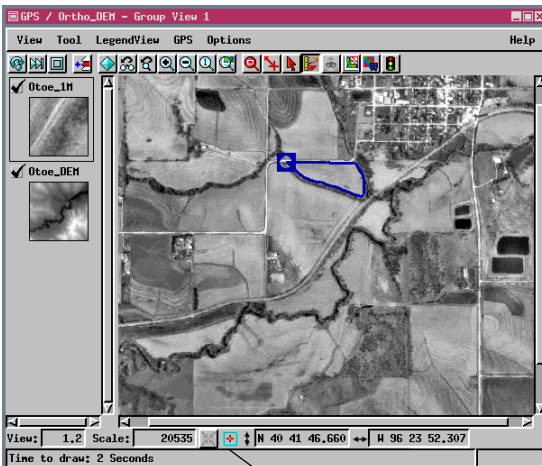 GPS / Ortho_DEM - Group View 1
View Tool LegendView GPS Options Help
Otoe_1M
Otoe_DEM
View: 1.2 Scale: 20535 N 40 41 46.660 W 96 23 52.307
Time to draw: 2 Seconds